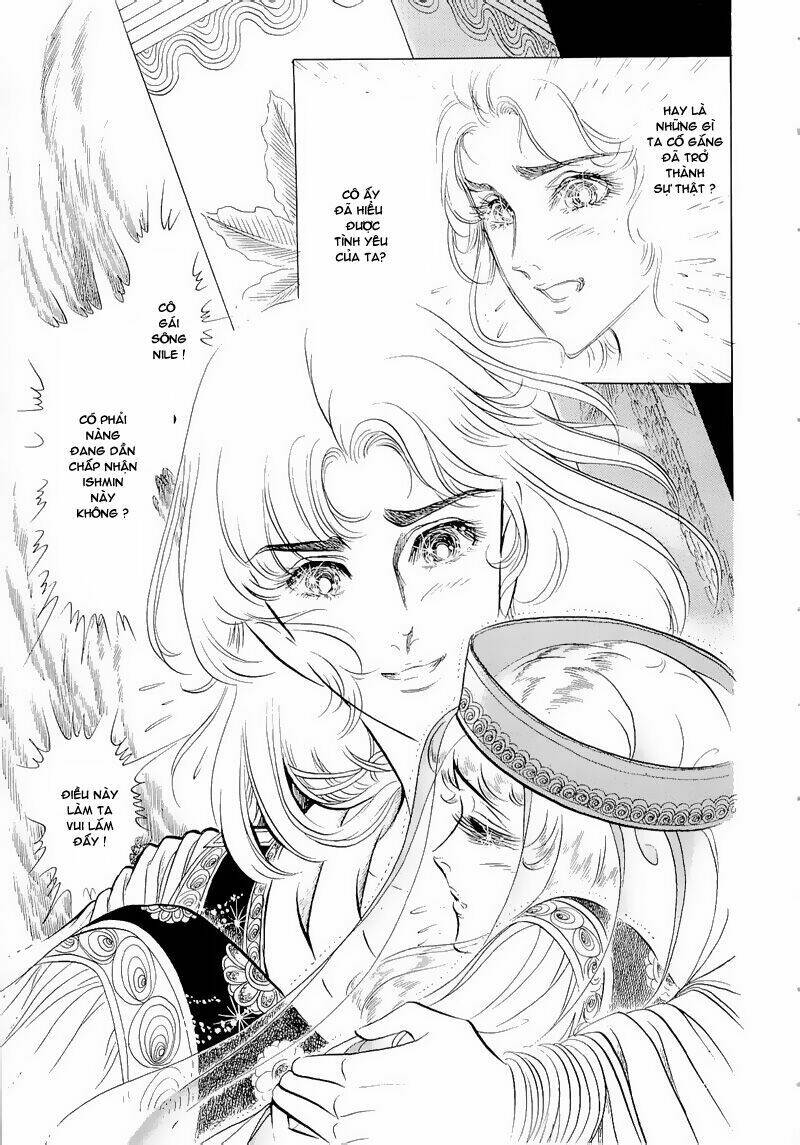 HAY LÀ
NHỮNG GÌ
TA CỐ GẮNG
ĐÃ TRỞ
THÀNH
SỰ THẬT ?
CÔ ẤY
ĐÃ HIỂU
ĐƯỢC
TÌNH YÊU
CỦA TA?
CÔ
GÁI
SÔNG
NILE !
CÓ PHẢI
NÀNG
ĐANG DẦN
CHẤP NHẬN
ISHMIN
NÀY
KHÔNG ?
ĐIỀU NÀY
LÀM TA
VUI LẮM
ĐẤY !